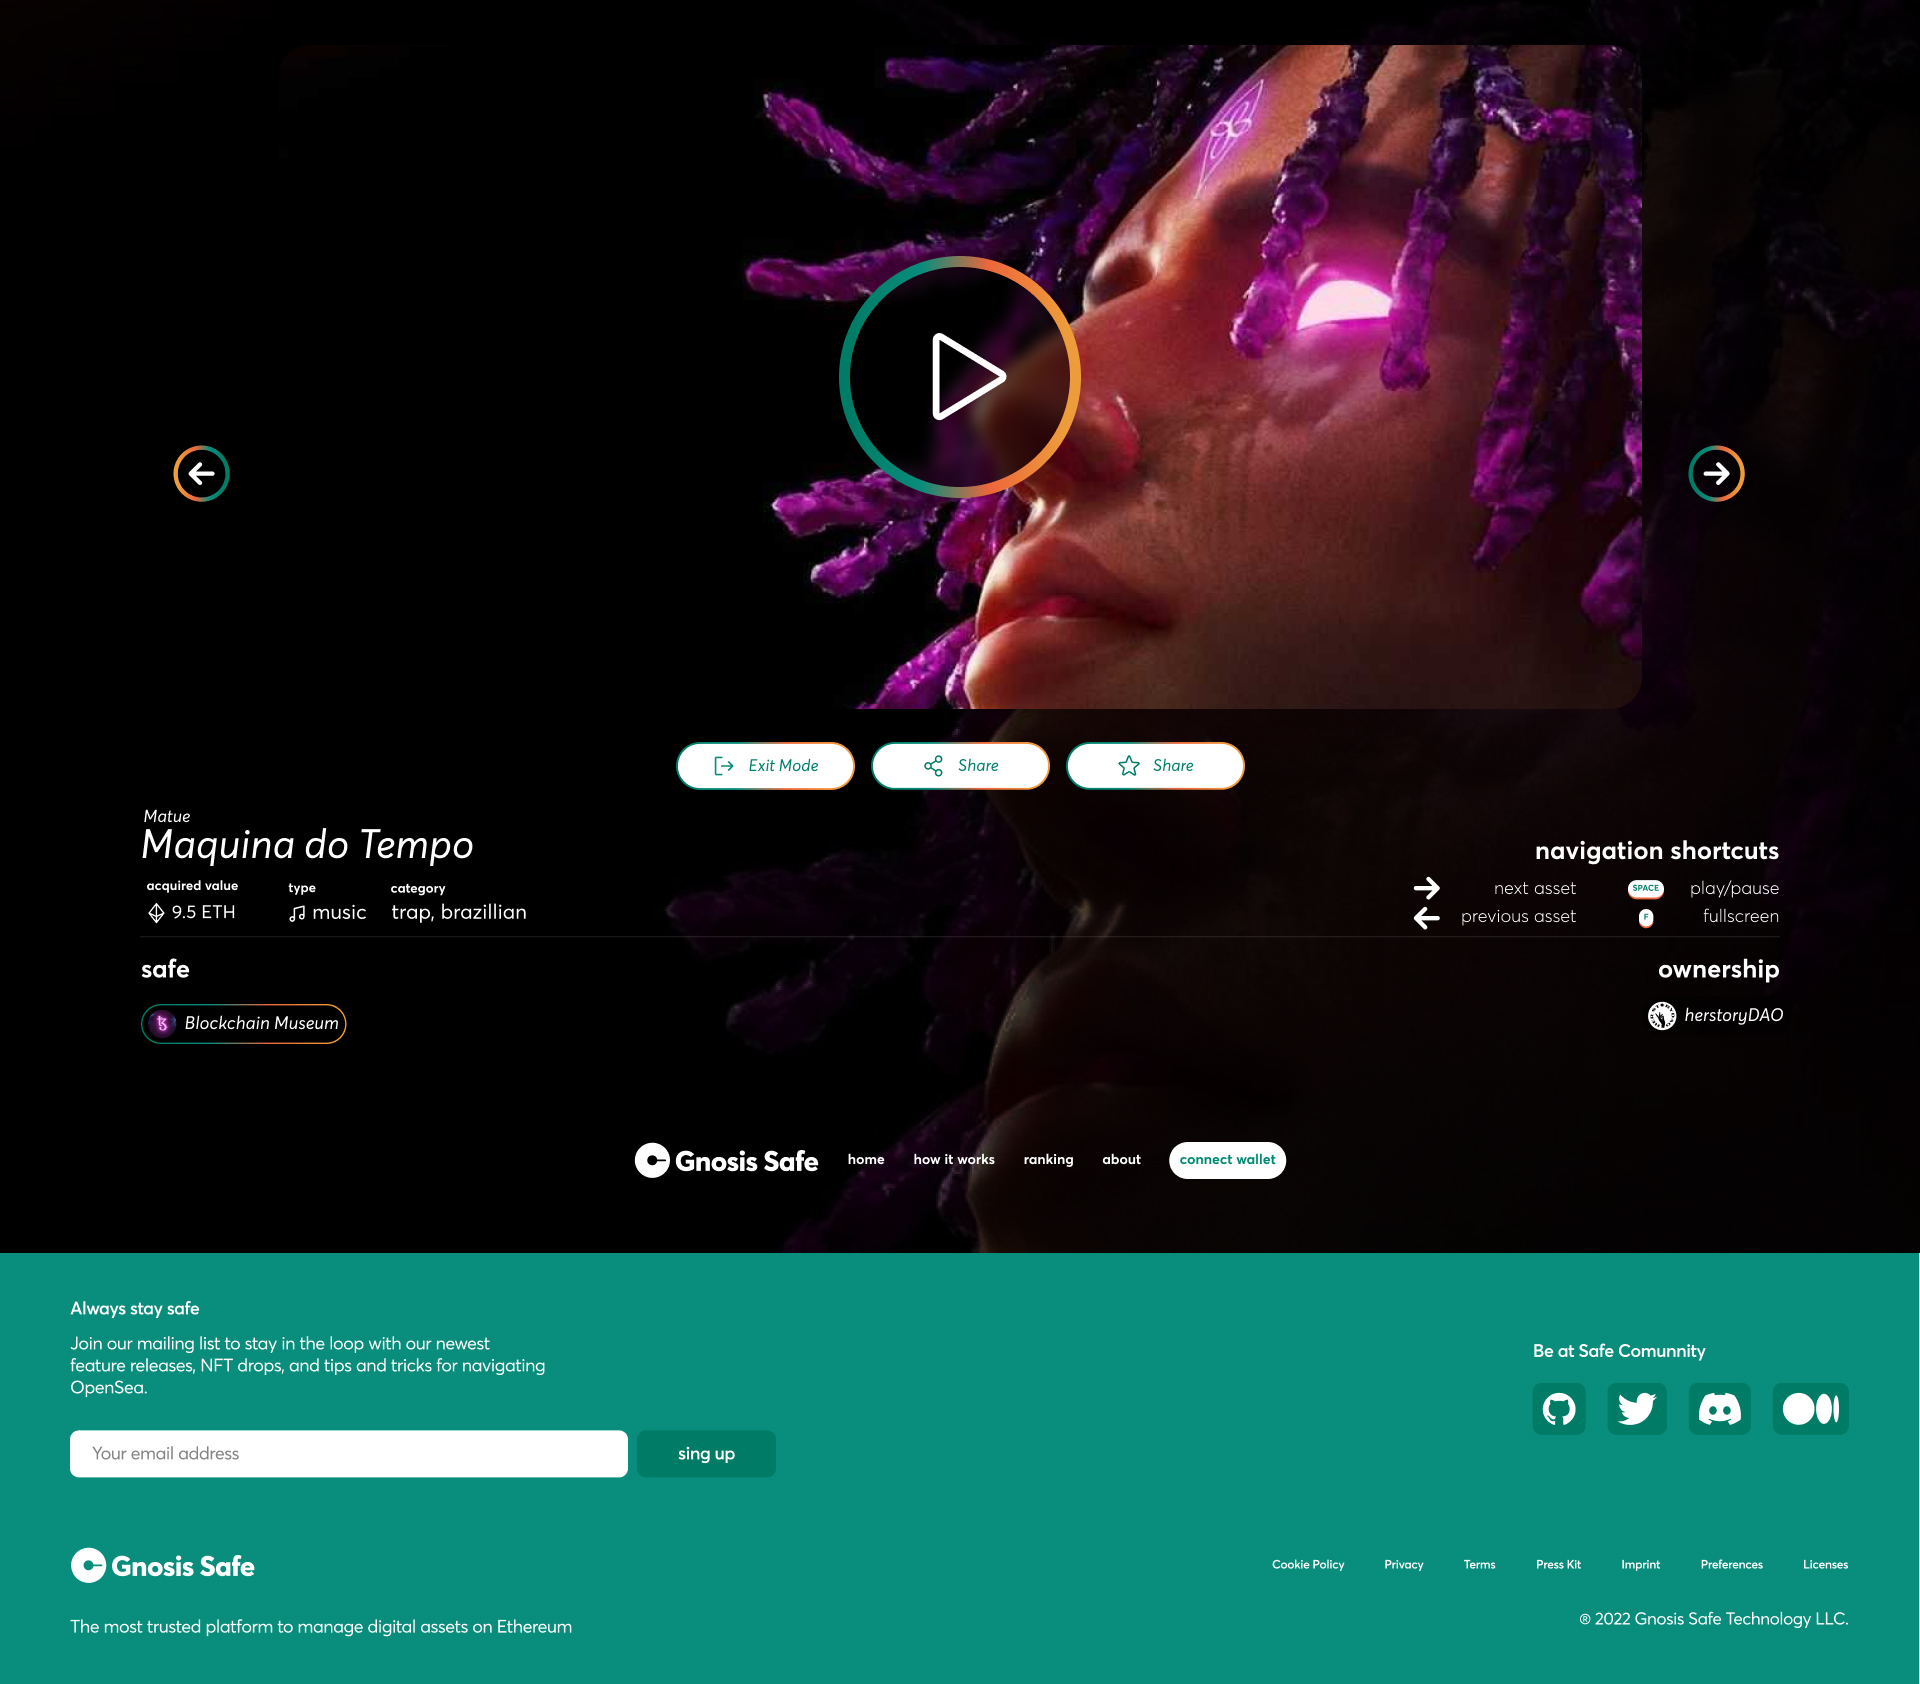 Exit Mode
Share
Share
Matue
Maquina do Tempo
acquired value
type
category
9.5 ETH
music
trap, brazillian
navigation shortcuts
next asset
SPACE
play/pause
previous asset
F
fullscreen
safe
ownership
Blockchain Museum
herstoryDAO
Gnosis Safe
home
how it works
ranking
about
connect wallet
Always stay safe
Join our mailing list to stay in the loop with our newest
feature releases, NFT drops, and tips and tricks for navigating
OpenSea.
Your email address
sing up
Be at Safe Comunnity
Gnosis Safe
The most trusted platform to manage digital assets on Ethereum
Cookie Policy
Privacy
Terms
Press Kit
Imprint
Preferences
Licenses
® 2022 Gnosis Safe Technology LLC.